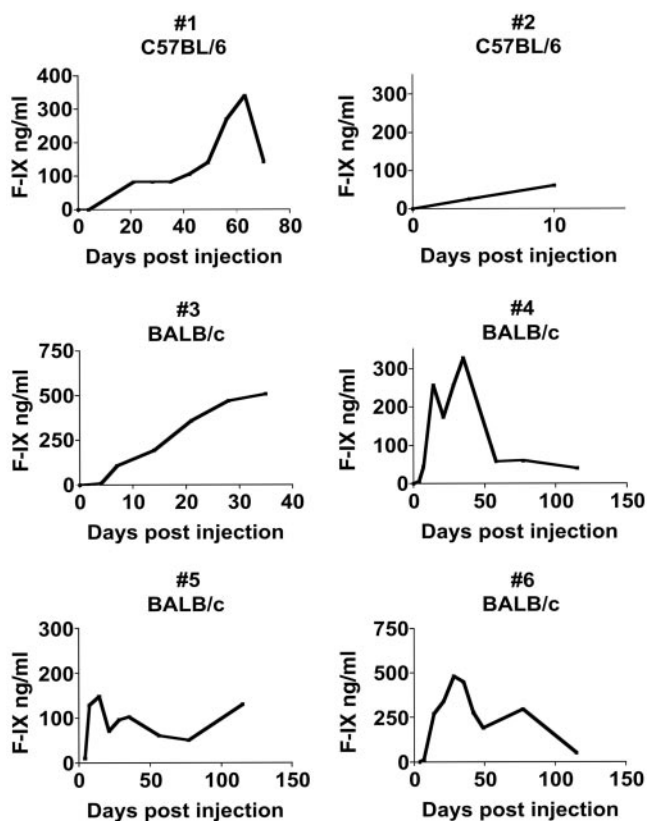 #1
C57BL/6
F-IX ng/ml
400
300
200
100
0
0 20 40 60 80
Days post injection
#2
C57BL/6
F-IX ng/ml
300
200
100
0
0 10
Days post injection
#3
BALB/c
F-IX ng/ml
750
500
250
0
0 10 20 30 40
Days post injection
#4
BALB/c
F-IX ng/ml
300
200
100
0
0 50 100 150
Days post injection
#5
BALB/c
F-IX ng/ml
300
200
100
0
0 50 100 150
Days post injection
#6
BALB/c
F-IX ng/ml
750
500
250
0
0 50 100 150
Days post injection